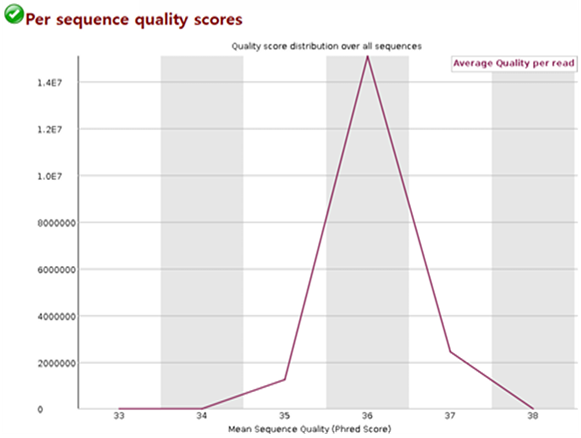 Per sequence quality scores
Quality score distribution over all sequences
Average Quality per read
1.4E7
1.2E7
1.0E7
8000000
6000000
4000000
2000000
0
33 34 35 36 37 38
Mean Sequence Quality (Phred Score)